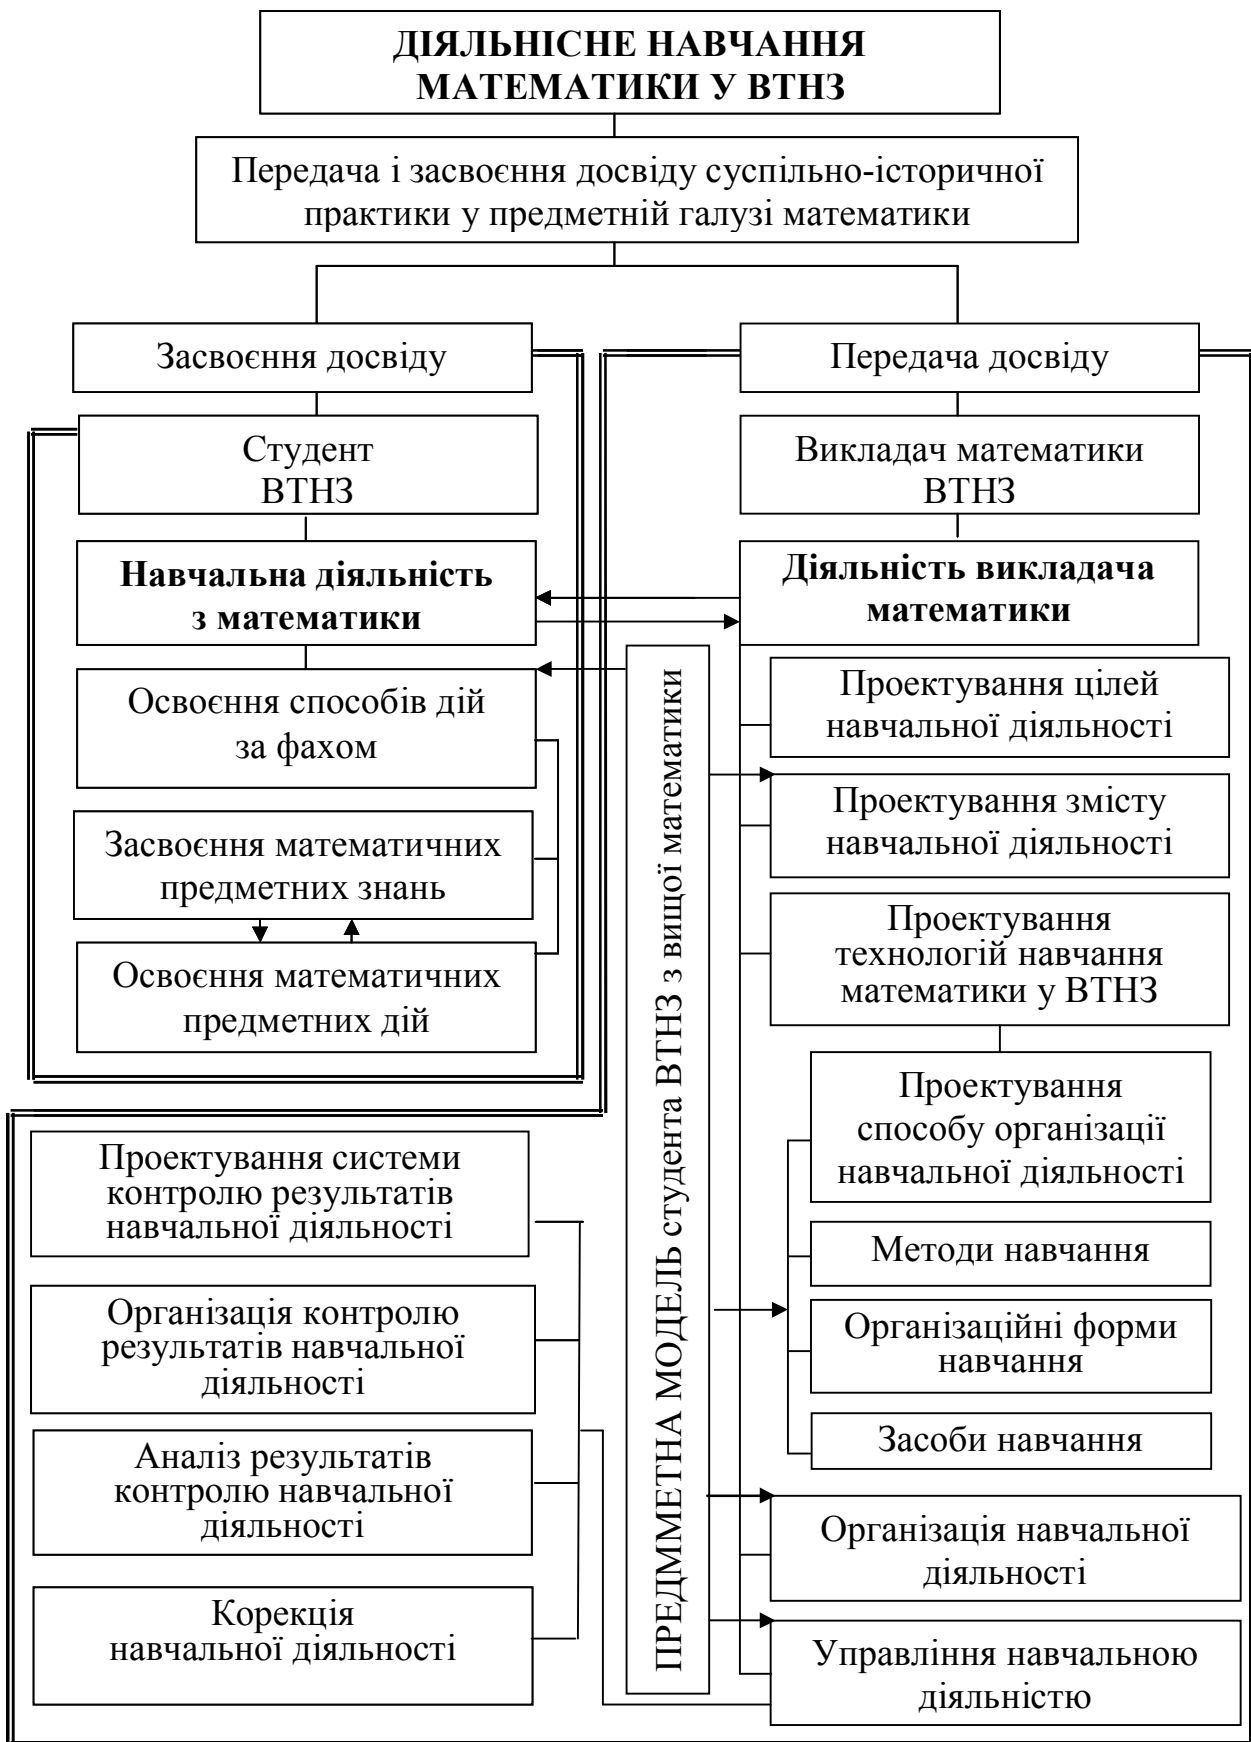 ДІЯЛЬНІСНЕ НАВЧАННЯ
МАТЕМАТИКИ У ВТНЗ
Передача і засвоєння досвіду суспільно-історичної
практики у предметній галузі математики
Засвоєння досвіду
Передача досвіду
Студент
ВТНЗ
Викладач математики
ВТНЗ
Навчальна діяльність
з математики
Діяльність викладача
математики
Освоєння способів дій
за фахом
Засвоєння математичних
предметних знань
Освоєння математичних
предметних дій
ПРЕДММЕТНА МОДЕЛЬ студента ВТНЗ з вищої математики
Проектування цілей
навчальної діяльності
Проектування змісту
навчальної діяльності
Проектування
технологій навчання
математики у ВТНЗ
Проектування
способу організації
навчальної діяльності
Методи навчання
Організаційні форми
навчання
Засоби навчання
Організація навчальної
діяльності
Управління навчальною
діяльністю
Проектування системи
контролю результатів
навчальної діяльності
Організація контролю
результатів навчальної
діяльності
Аналіз результатів
контролю навчальної
діяльності
Корекція
навчальної діяльності